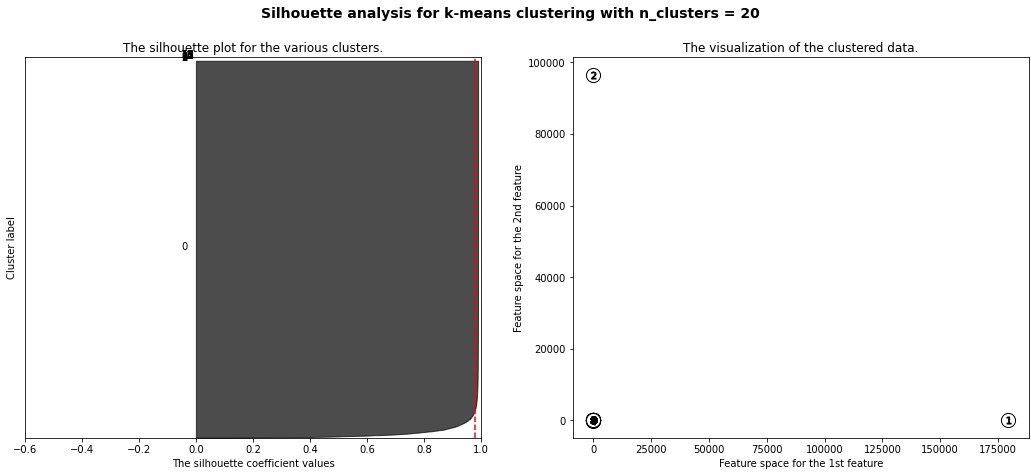 Silhouette analysis for k-means clustering with n_clusters = 20
The silhouette plot for the various clusters.
0
Cluster label
−0.6 −0.4 −0.2 0.0 0.2 0.4 0.6 0.8 1.0
The silhouette coefficient values
The visualization of the clustered data.
100000
80000
60000
40000
20000
0
2
1
Feature space for the 2nd feature
0 25000 50000 75000 100000 125000 150000 175000
Feature space for the 1st feature